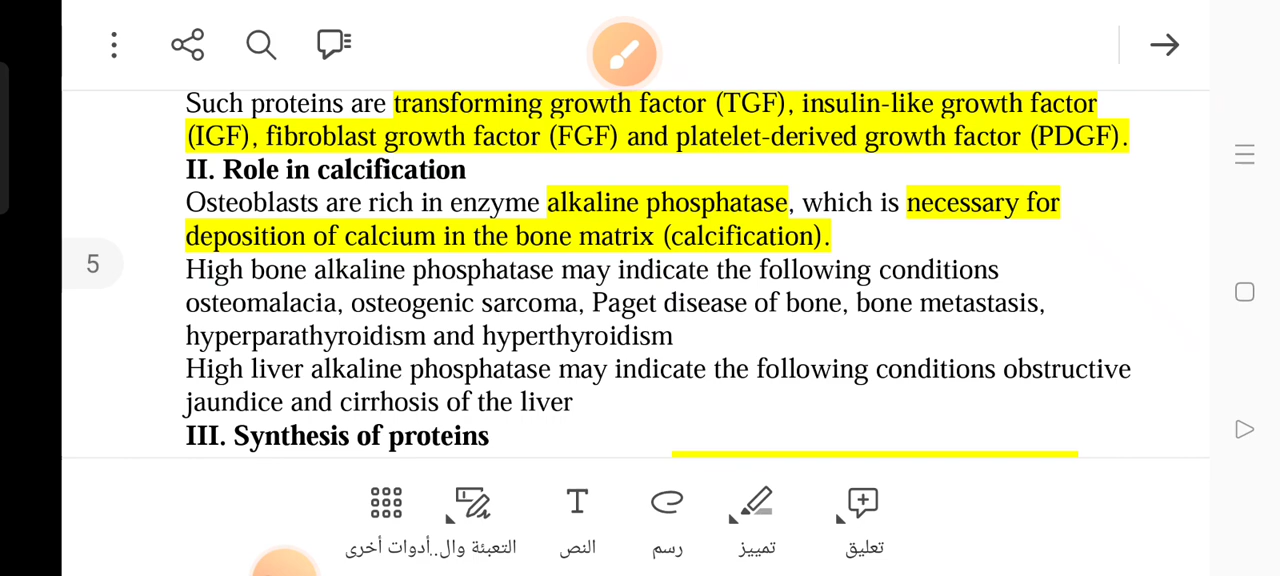 Such proteins are transforming growth factor (TGF), insulin-like growth factor
(IGF), fibroblast growth factor (FGF) and platelet-derived growth factor (PDGF).
II. Role in calcification
Osteoblasts are rich in enzyme alkaline phosphatase, which is necessary for
deposition of calcium in the bone matrix (calcification).
5
High bone alkaline phosphatase may indicate the following conditions
osteomalacia, osteogenic sarcoma, Paget disease of bone, bone metastasis,
hyperparathyroidism and hyperthyroidism
High liver alkaline phosphatase may indicate the following conditions obstructive
jaundice and cirrhosis of the liver
III. Synthesis of proteins
تعليق
تمييز
رسم
النص
التعبئة وال..
أدوات أخرى